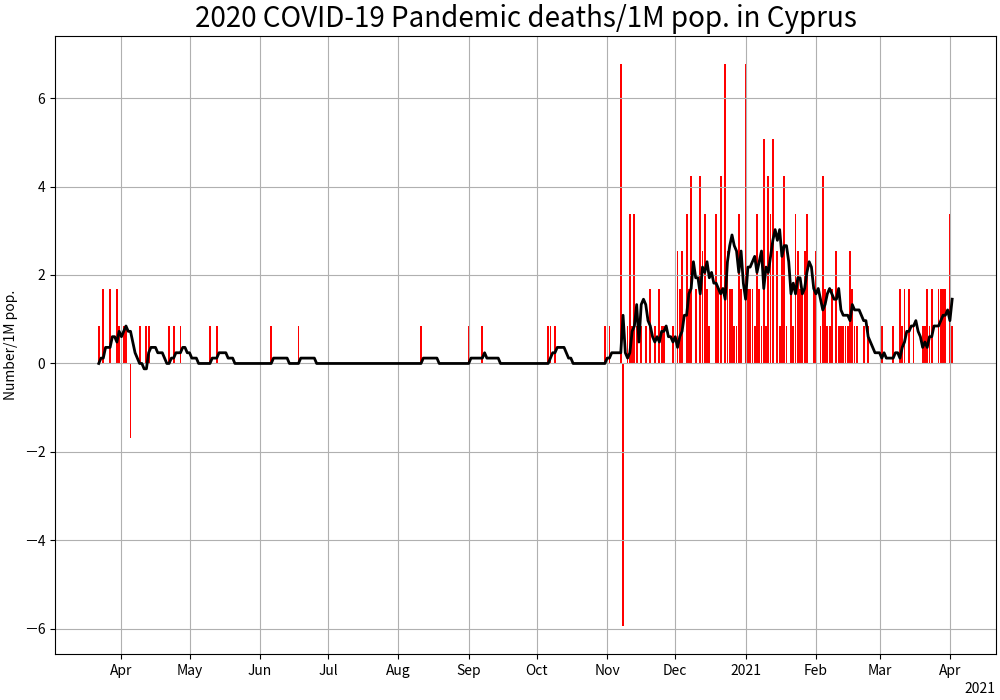 2020 COVID-19 Pandemic deaths/1M pop. in Cyprus
Number/1M pop.
6
4
2
0
−2
−4
−6
Apr May Jun Jul Aug Sep Oct Nov Dec 2021 Feb Mar Apr
2021